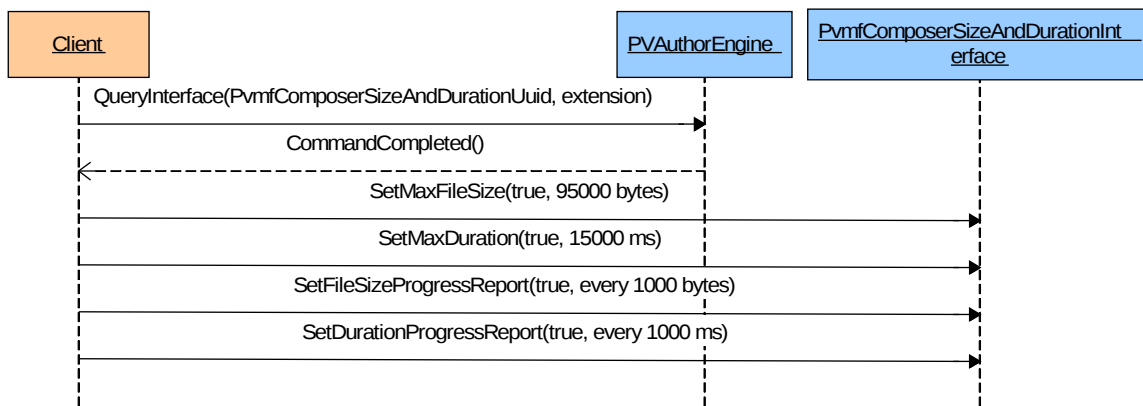 Client
PVAuthorEngine
PvmfComposerSizeAndDurationInt
erface
QueryInterface(PvmfComposerSizeAndDurationUuid, extension)
CommandCompleted()
SetMaxFileSize(true, 95000 bytes)
SetMaxDuration(true, 15000 ms)
SetFileSizeProgressReport(true, every 1000 bytes)
SetDurationProgressReport(true, every 1000 ms)